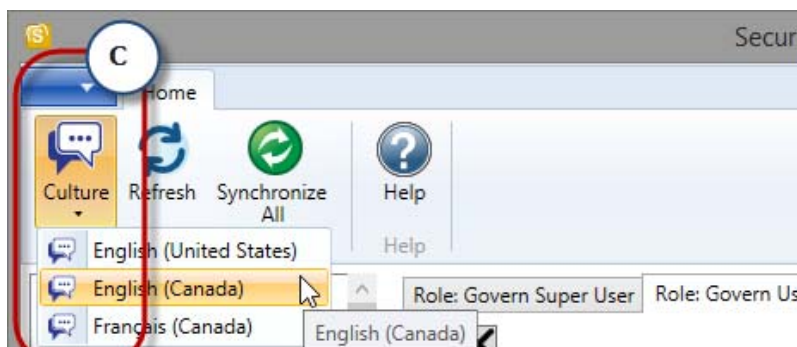 S
Secur
C
Home
Culture
Refresh
Synchronize
All
Help
Help
English (United States)
English (Canada)
Français (Canada)
Role: Govern Super User
Role: Govern Us
English (Canada)